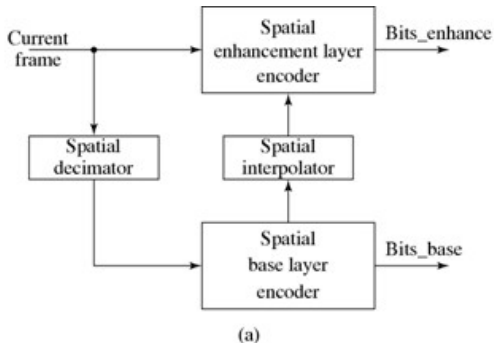 Current
frame
Spatial
enhancement layer
encoder
Bits_enhance
Spatial
decimator
Spatial
interpolator
Spatial
base layer
encoder
Bits_base
(a)